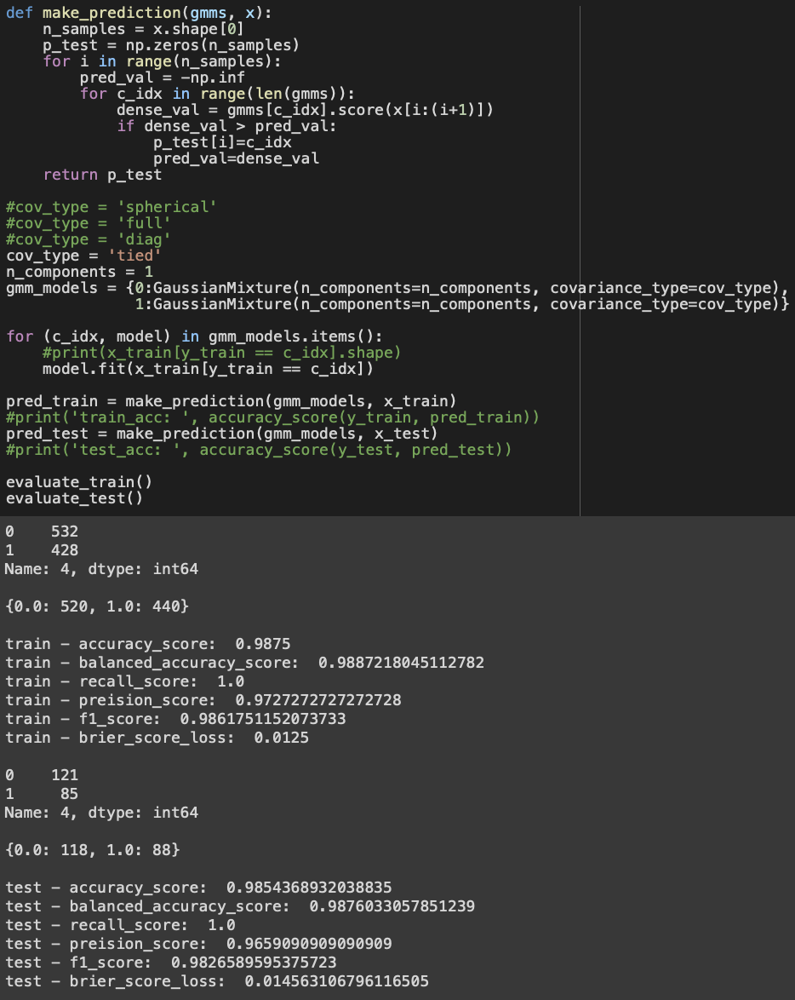 def make_prediction(gmms, x):
    n_samples = x.shape[0]
    p_test = np.zeros(n_samples)
    for i in range(n_samples):
        pred_val = -np.inf
        for c_idx in range(len(gmms)):
            dense_val = gmms[c_idx].score(x[i:(i+1)])
            if dense_val > pred_val:
                p_test[i]=c_idx
                pred_val=dense_val
    return p_test

#cov_type = 'spherical'
#cov_type = 'full'
#cov_type = 'diag'
cov_type = 'tied'
n_components = 1
gmm_models = {0:GaussianMixture(n_components=n_components, covariance_type=cov_type),
              1:GaussianMixture(n_components=n_components, covariance_type=cov_type)}

for (c_idx, model) in gmm_models.items():
    #print(x_train[y_train == c_idx].shape)
    model.fit(x_train[y_train == c_idx])

pred_train = make_prediction(gmm_models, x_train)
#print('train_acc: ', accuracy_score(y_train, pred_train))
pred_test = make_prediction(gmm_models, x_test)
#print('test_acc: ', accuracy_score(y_test, pred_test))

evaluate_train()
evaluate_test()

0    532
1    428
Name: 4, dtype: int64

{0.0: 520, 1.0: 440}

train - accuracy_score:  0.9875
train - balanced_accuracy_score:  0.9887218045112782
train - recall_score:  1.0
train - preision_score:  0.9727272727272728
train - f1_score:  0.9861751152073733
train - brier_score_loss:  0.0125

0    121
1     85
Name: 4, dtype: int64

{0.0: 118, 1.0: 88}

test - accuracy_score:  0.9854368932038835
test - balanced_accuracy_score:  0.9876033057851239
test - recall_score:  1.0
test - preision_score:  0.9659090909090909
test - f1_score:  0.9826589595375723
test - brier_score_loss:  0.014563106796116505